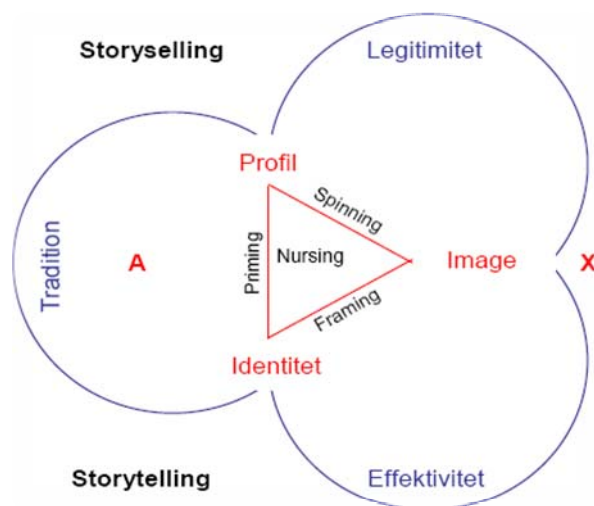 Storyselling
Legitimitet
Profil
Spinning
Tradition
A
Priming
Nursing
Image
X
Framing
Identitet
Storytelling
Effektivitet